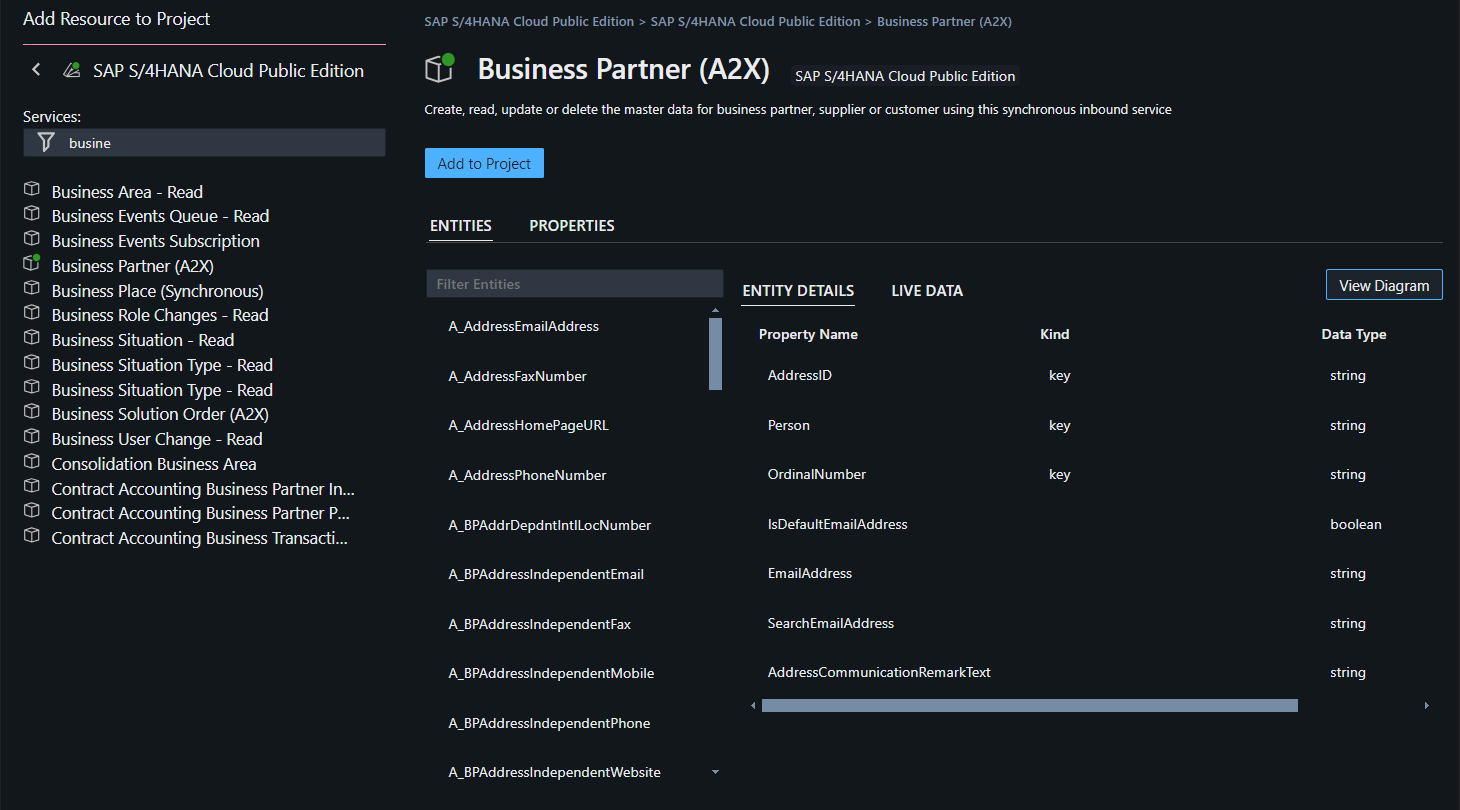 Add Resource to Project
SAP S/4HANA Cloud Public Edition
Services:
busine
Business Area - Read
Business Events Queue - Read
Business Events Subscription
Business Partner (A2X)
Business Place (Synchronous)
Business Role Changes - Read
Business Situation - Read
Business Situation Type - Read
Business Situation Type - Read
Business Solution Order (A2X)
Business User Change - Read
Consolidation Business Area
Contract Accounting Business Partner In...
Contract Accounting Business Partner P...
Contract Accounting Business Transacti...
SAP S/4HANA Cloud Public Edition > SAP S/4HANA Cloud Public Edition > Business Partner (A2X)
Business Partner (A2X) SAP S/4HANA Cloud Public Edition
Create, read, update or delete the master data for business partner, supplier or customer using this synchronous inbound service
Add to Project
ENTITIES PROPERTIES
Filter Entities
A_AddressEmailAddress
A_AddressFaxNumber
A_AddressHomePageURL
A_AddressPhoneNumber
A_BPAddrDepdntIntlLocNumber
A_BPAddressIndependentEmail
A_BPAddressIndependentFax
A_BPAddressIndependentMobile
A_BPAddressIndependentPhone
A_BPAddressIndependentWebsite
ENTITY DETAILS LIVE DATA View Diagram
Property Name Kind Data Type
AddressID key string
Person key string
OrdinalNumber key string
IsDefaultEmailAddress boolean
EmailAddress string
SearchEmailAddress string
AddressCommunicationRemarkText string